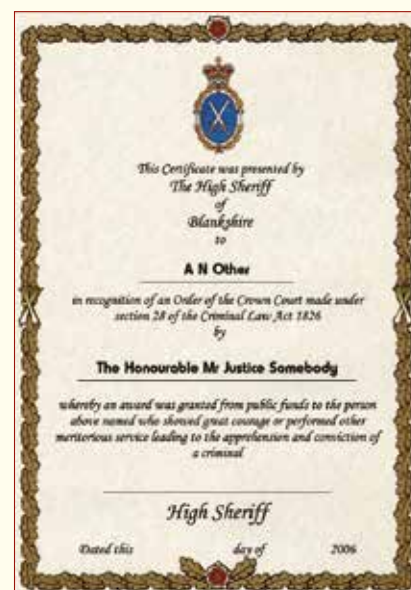 This Certificate was presented by
The High Sheriff
of
Blankshire
to
A N Other
in recognition of an Order of the Crown Court made under
section 28 of the Criminal Law Act 1826
by
The Honourable Mr Justice Somebody
whereby an award was granted from public funds to the person
above named who showed great courage or performed other
meritorious service leading to the apprehension and conviction of
a criminal
High Sheriff
Dated this day of 2006